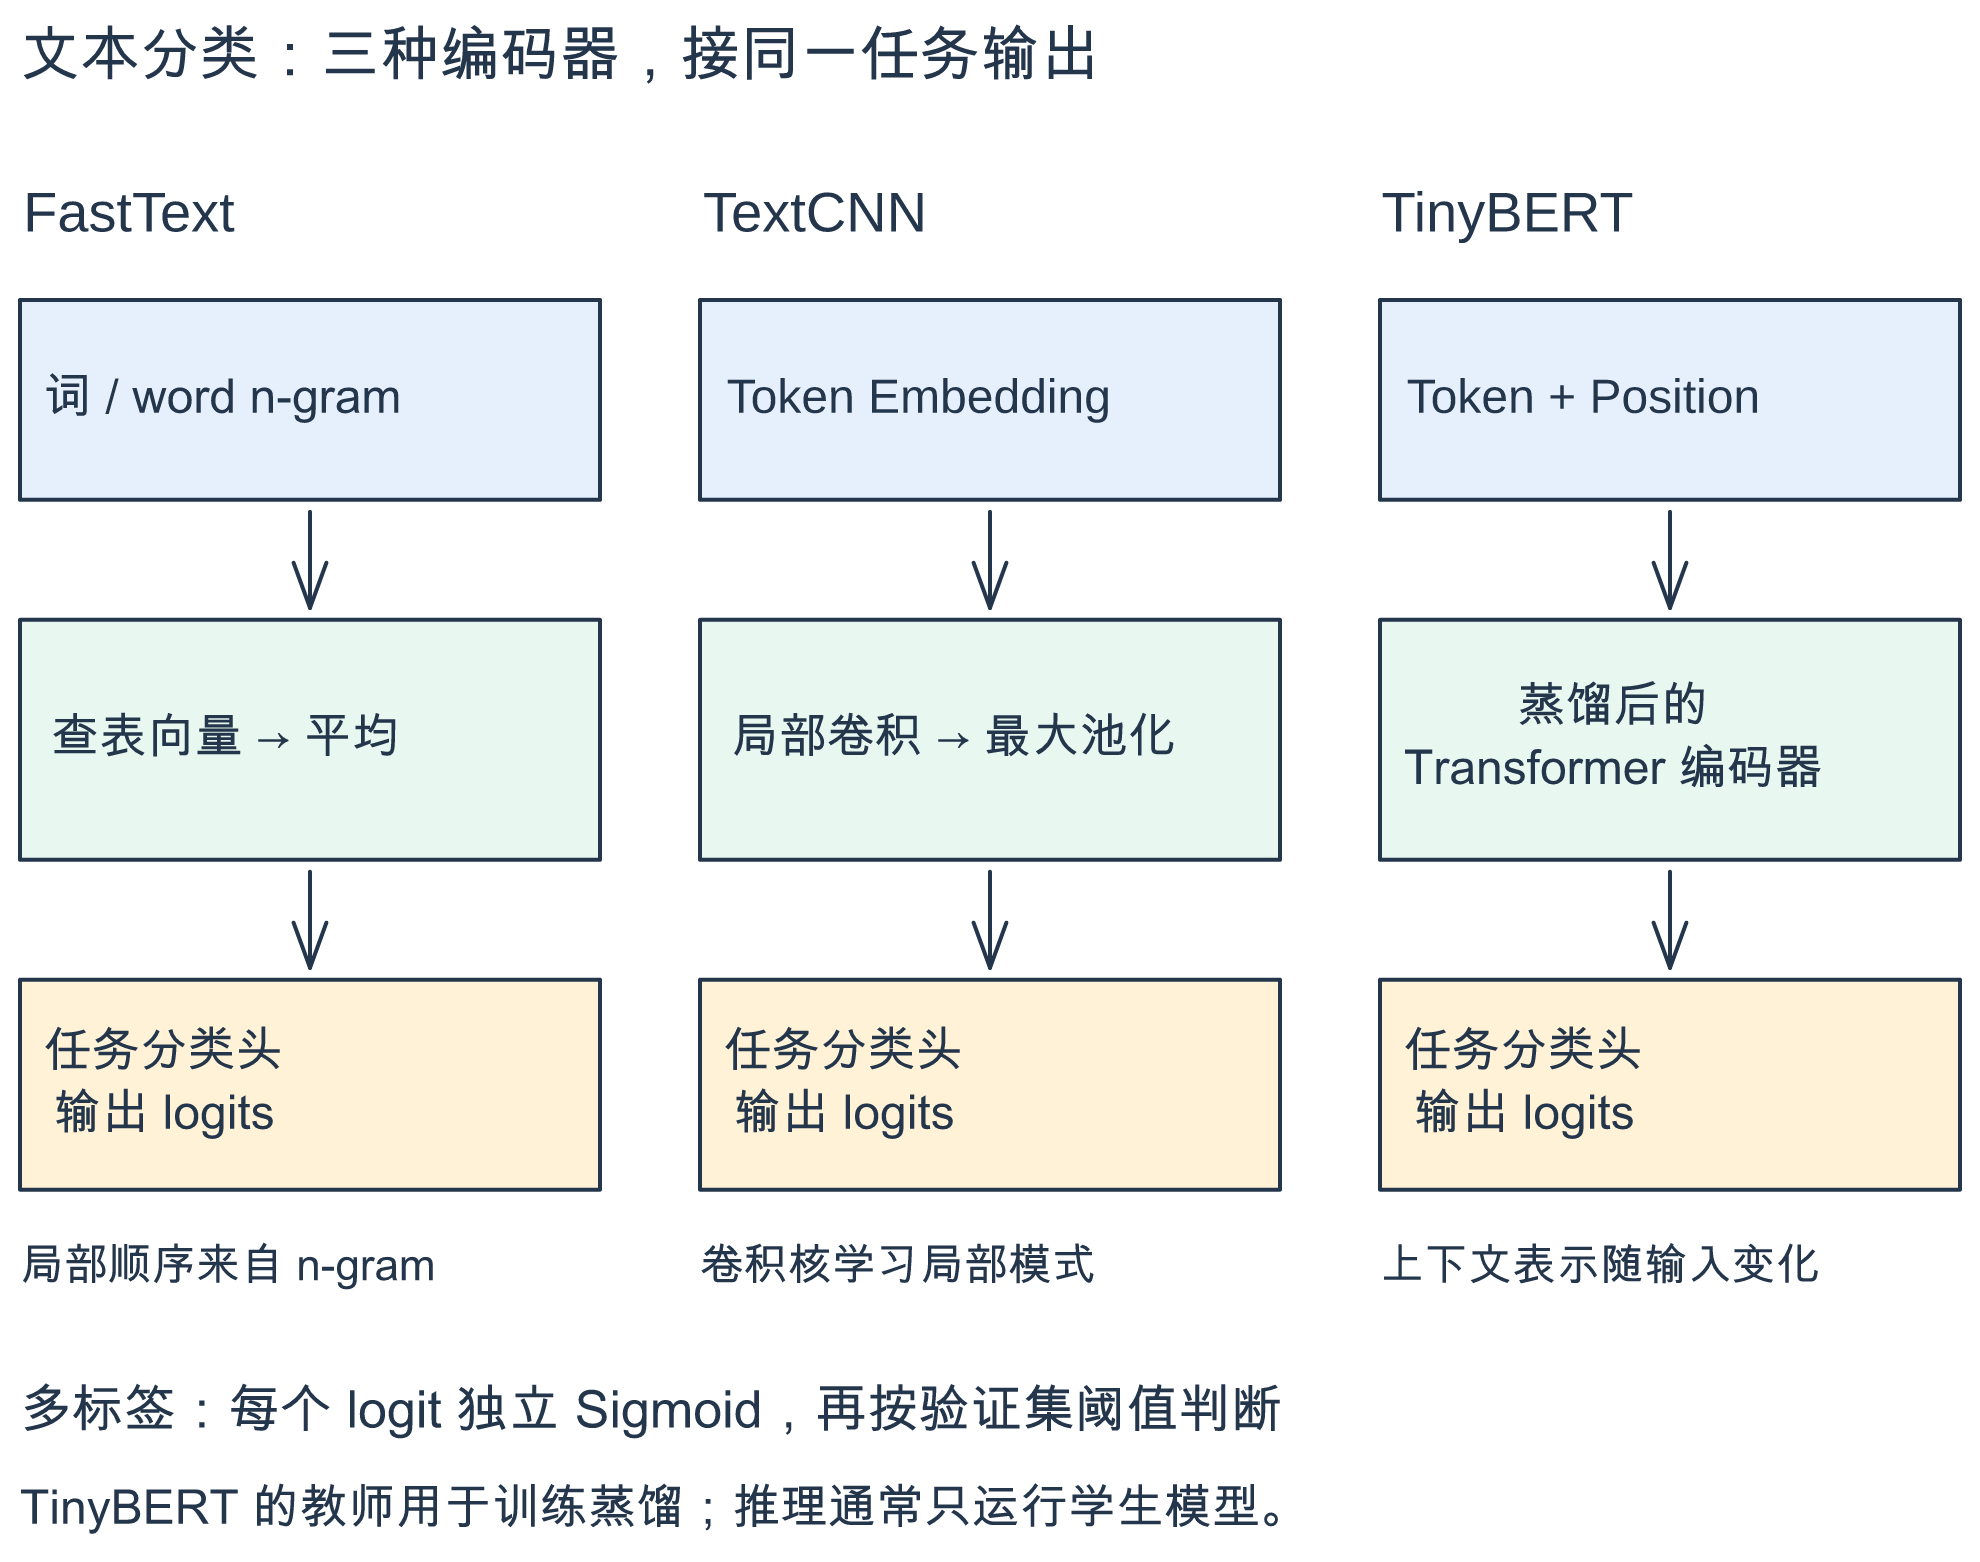 文本分类：三种编码器，接同一任务输出
FastText
TextCNN
TinyBERT
词 / word n-gram
Token Embedding
Token + Position
查表向量 → 平均
局部卷积 → 最大池化
蒸馏后的
Transformer 编码器
任务分类头
输出 logits
任务分类头
输出 logits
任务分类头
输出 logits
局部顺序来自 n-gram
卷积核学习局部模式
上下文表示随输入变化
多标签：每个 logit 独立 Sigmoid，再按验证集阈值判断
TinyBERT 的教师用于训练蒸馏；推理通常只运行学生模型。